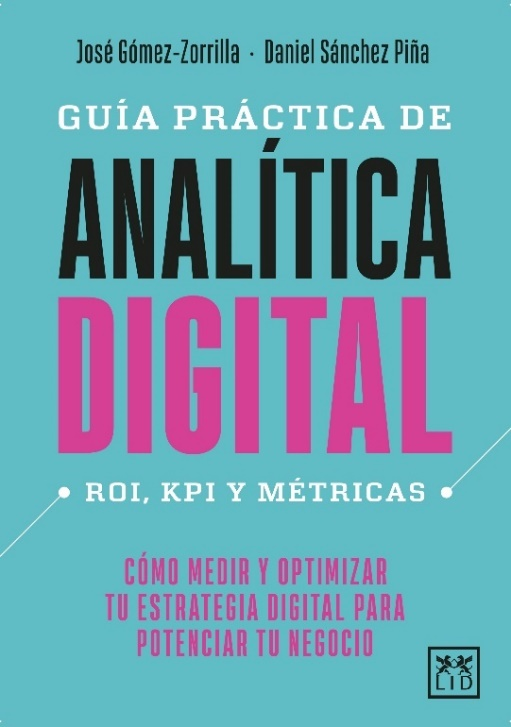 José Gómez-Zorrilla · Daniel Sánchez Piña
GUÍA PRÁCTICA DE
ANALÍTICA
DIGITAL
ROI, KPI Y MÉTRICAS
CÓMO MEDIR Y OPTIMIZAR
TU ESTRATEGIA DIGITAL PARA
POTENCIAR TU NEGOCIO
LID